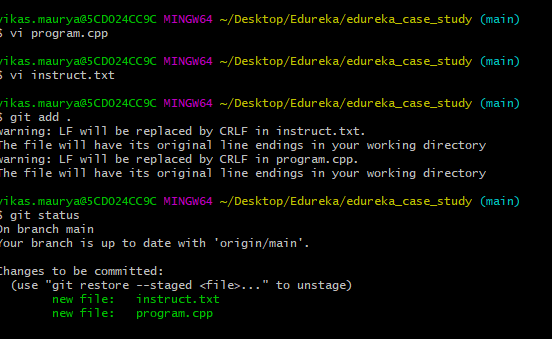 vikas.maurya@5CD024CC9C MINGW64 ~/Desktop/Edureka/edureka_case_study (main)
$ vi program.cpp
vikas.maurya@5CD024CC9C MINGW64 ~/Desktop/Edureka/edureka_case_study (main)
$ vi instruct.txt
vikas.maurya@5CD024CC9C MINGW64 ~/Desktop/Edureka/edureka_case_study (main)
$ git add .
warning: LF will be replaced by CRLF in instruct.txt.
The file will have its original line endings in your working directory
warning: LF will be replaced by CRLF in program.cpp.
The file will have its original line endings in your working directory
vikas.maurya@5CD024CC9C MINGW64 ~/Desktop/Edureka/edureka_case_study (main)
$ git status
On branch main
Your branch is up to date with 'origin/main'.
Changes to be committed:
  (use "git restore --staged <file>..." to unstage)
        new file:   instruct.txt
        new file:   program.cpp